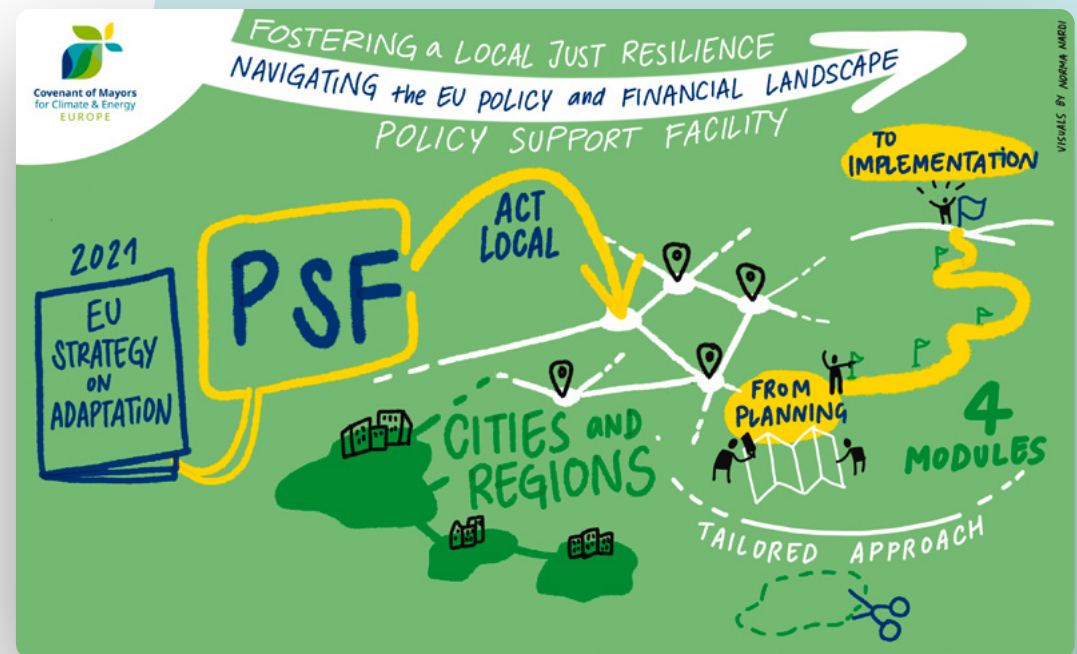 Covenant of Mayors
for Climate & Energy
EUROPE
FOSTERING a LOCAL JUST RESILIENCE
NAVIGATING the EU POLICY and FINANCIAL LANDSCAPE
POLICY SUPPORT FACILITY
VISUALS BY NORMA NARDI
TO
IMPLEMENTATION
2021
EU
STRATEGY
ON
ADAPTATION
PSF
ACT
LOCAL
CITIES AND
REGIONS
FROM
PLANNING
4
MODULES
TAILORED APPROACH